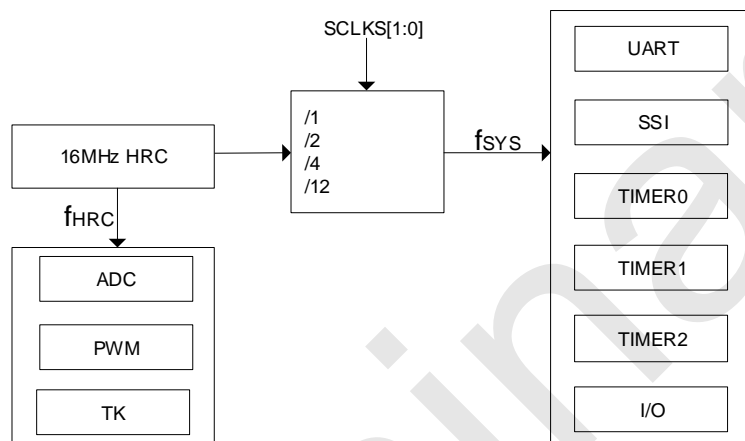 SCLKS[1:0]
16MHz HRC
/1
/2
/4
/12
fSYS
fHRC
ADC
PWM
TK
UART
SSI
TIMER0
TIMER1
TIMER2
I/O